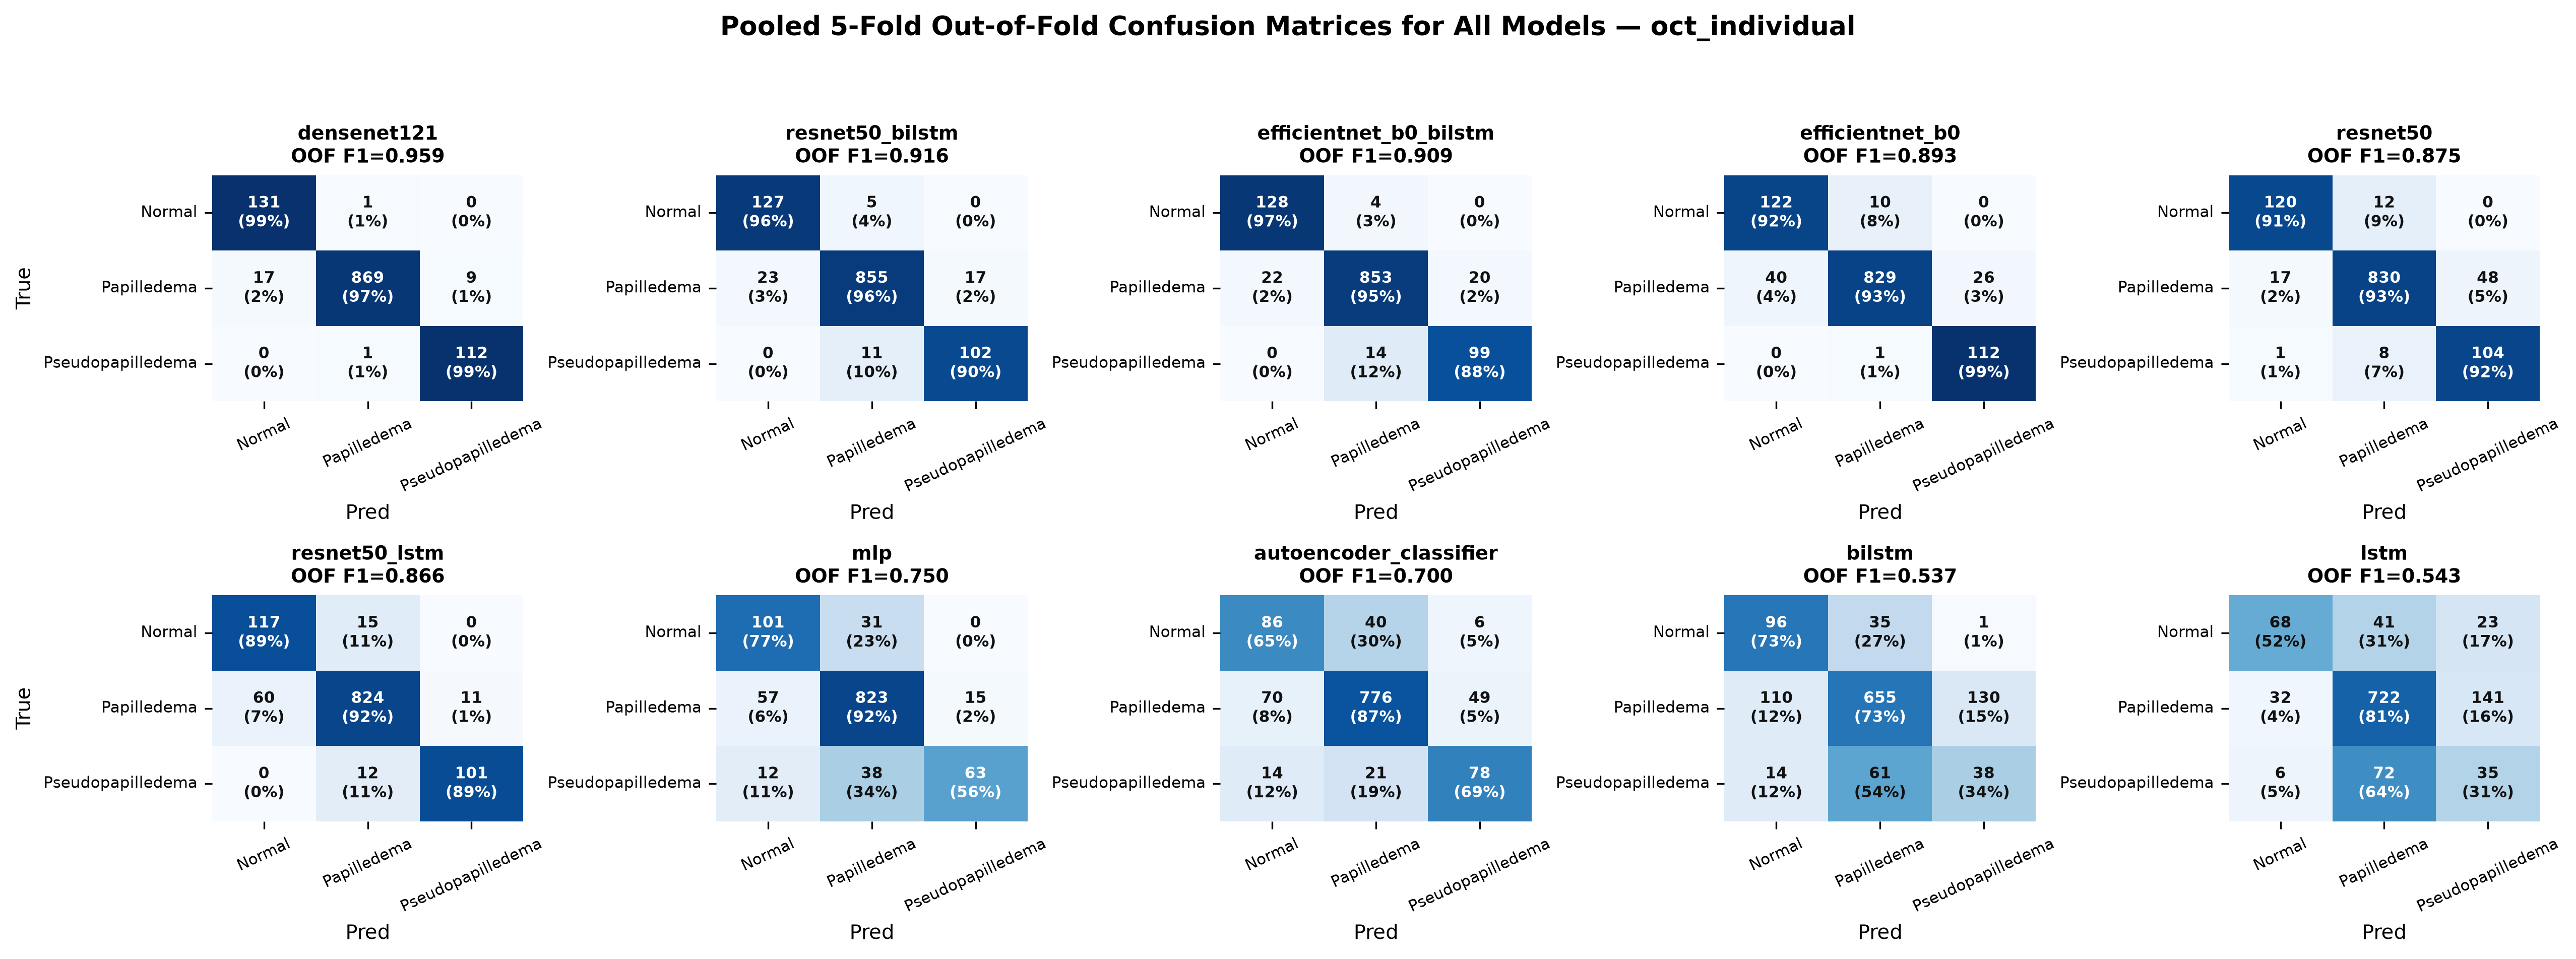 Pooled 5-Fold Out-of-Fold Confusion Matrices for All Models — oct_individual
densenet121
OOF F1=0.959
True
Normal
131 1 0
(99%) (1%) (0%)
Papilledema
17 869 9
(2%) (97%) (1%)
Pseudopapilledema
0 1 112
(0%) (1%) (99%)
Normal Papilledema Pseudopapilledema
Pred
resnet50_bilstm
OOF F1=0.916
Normal
127 5 0
(96%) (4%) (0%)
Papilledema
23 855 17
(3%) (96%) (2%)
Pseudopapilledema
0 11 102
(0%) (10%) (90%)
Normal Papilledema Pseudopapilledema
Pred
efficientnet_b0_bilstm
OOF F1=0.909
Normal
128 4 0
(97%) (3%) (0%)
Papilledema
22 853 20
(2%) (95%) (2%)
Pseudopapilledema
0 14 99
(0%) (12%) (88%)
Normal Papilledema Pseudopapilledema
Pred
efficientnet_b0
OOF F1=0.893
Normal
122 10 0
(92%) (8%) (0%)
Papilledema
40 829 26
(4%) (93%) (3%)
Pseudopapilledema
0 1 112
(0%) (1%) (99%)
Normal Papilledema Pseudopapilledema
Pred
resnet50
OOF F1=0.875
Normal
120 12 0
(91%) (9%) (0%)
Papilledema
17 830 48
(2%) (93%) (5%)
Pseudopapilledema
1 8 104
(1%) (7%) (92%)
Normal Papilledema Pseudopapilledema
Pred
resnet50_lstm
OOF F1=0.866
True
Normal
117 15 0
(89%) (11%) (0%)
Papilledema
60 824 11
(7%) (92%) (1%)
Pseudopapilledema
0 12 101
(0%) (11%) (89%)
Normal Papilledema Pseudopapilledema
Pred
mlp
OOF F1=0.750
Normal
101 31 0
(77%) (23%) (0%)
Papilledema
57 823 15
(6%) (92%) (2%)
Pseudopapilledema
12 38 63
(11%) (34%) (56%)
Normal Papilledema Pseudopapilledema
Pred
autoencoder_classifier
OOF F1=0.700
Normal
86 40 6
(65%) (30%) (5%)
Papilledema
70 776 49
(8%) (87%) (5%)
Pseudopapilledema
14 21 78
(12%) (19%) (69%)
Normal Papilledema Pseudopapilledema
Pred
bilstm
OOF F1=0.537
Normal
96 35 1
(73%) (27%) (1%)
Papilledema
110 655 130
(12%) (73%) (15%)
Pseudopapilledema
14 61 38
(12%) (54%) (34%)
Normal Papilledema Pseudopapilledema
Pred
lstm
OOF F1=0.543
Normal
68 41 23
(52%) (31%) (17%)
Papilledema
32 722 141
(4%) (81%) (16%)
Pseudopapilledema
6 72 35
(5%) (64%) (31%)
Normal Papilledema Pseudopapilledema
Pred